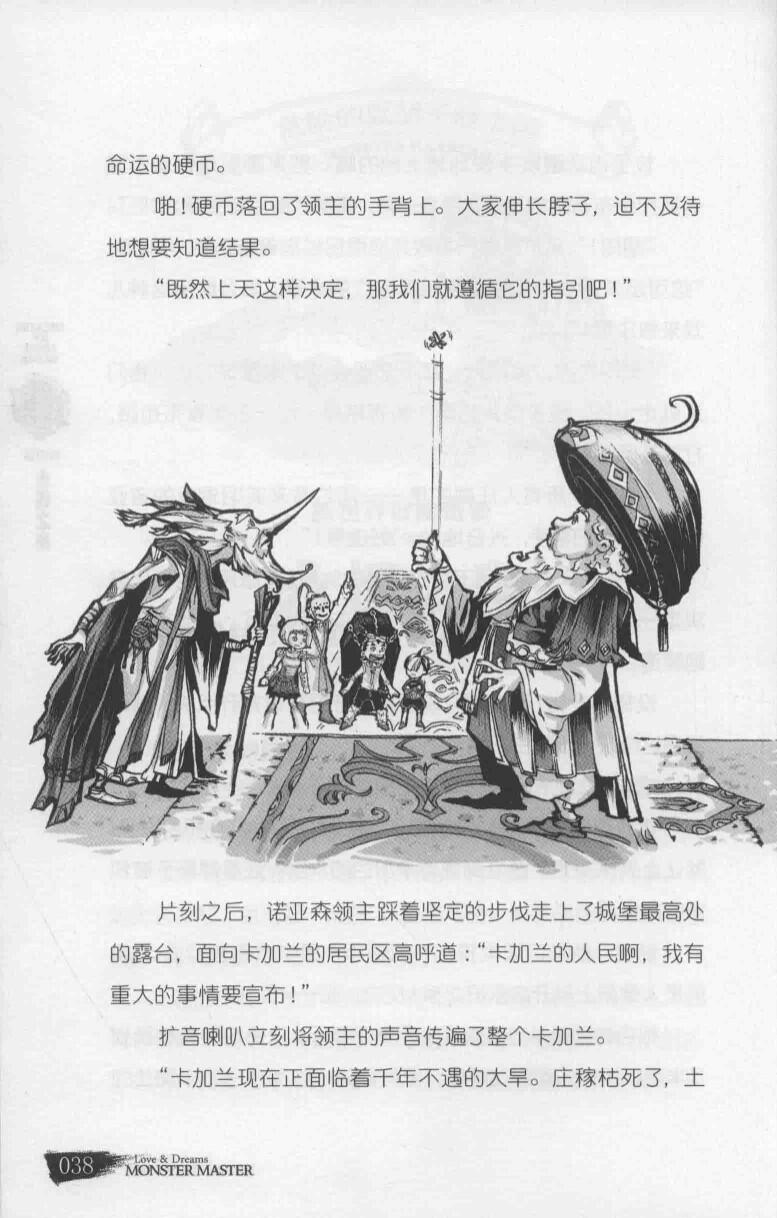 命运的硬币。
啪！硬币落回了领主的手背上。大家伸长脖子，迫不及待
地想要知道结果。
“既然上天这样决定，那我们就遵循它的指引吧！”
片刻之后，诺亚森领主踩着坚定的步伐走上了城堡最高处
的露台，面向卡加兰的居民区高呼道：“卡加兰的人民啊，我有
重大的事情要宣布！”
扩音喇叭立刻将领主的声音传遍了整个卡加兰。
“卡加兰现在正面临着千年不遇的大旱。庄稼枯死了，土
038
Love & Dreams
MONSTER MASTER